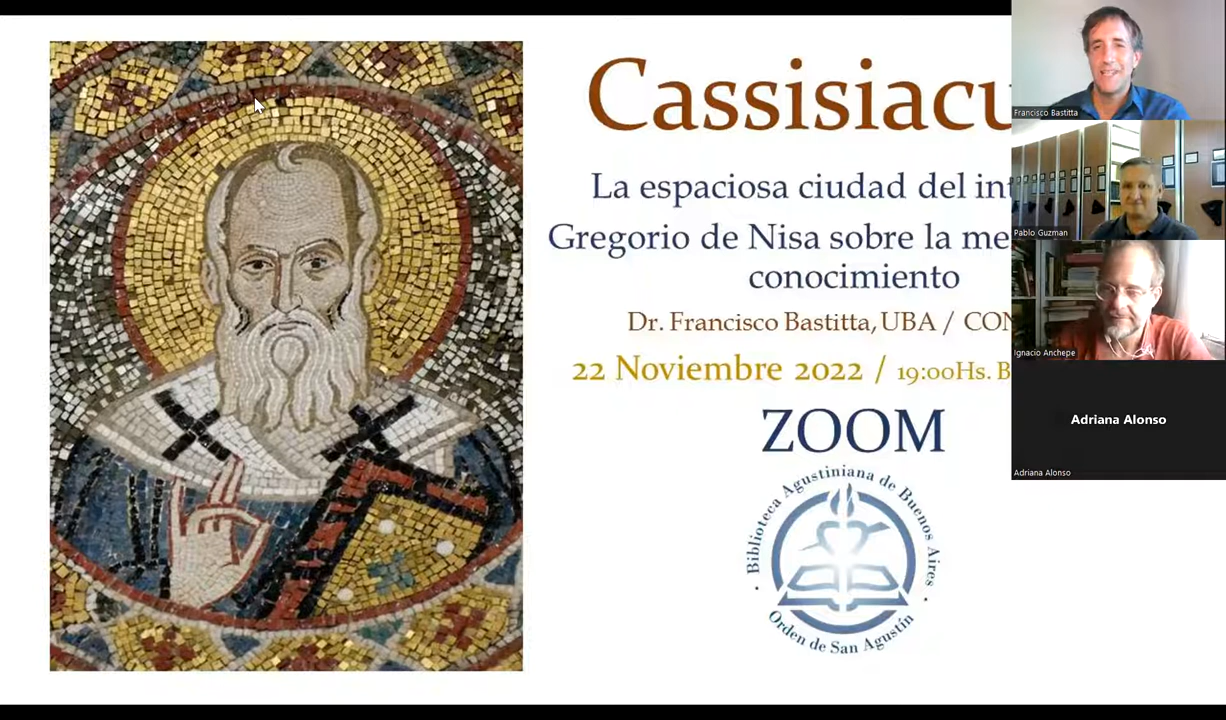 Cassisiacu
La espaciosa ciudad del int
Gregorio de Nisa sobre la me
conocimiento
Dr. Francisco Bastitta, UBA / CON
22 Noviembre 2022 / 19:00Hs. B
ZOOM
· Biblioteca Agustiniana de Buenos Aires ·
Orden de San Agustín
Francisco Bastitta
Pablo Guzman
Ignacio Anchepe
Adriana Alonso
Adriana Alonso